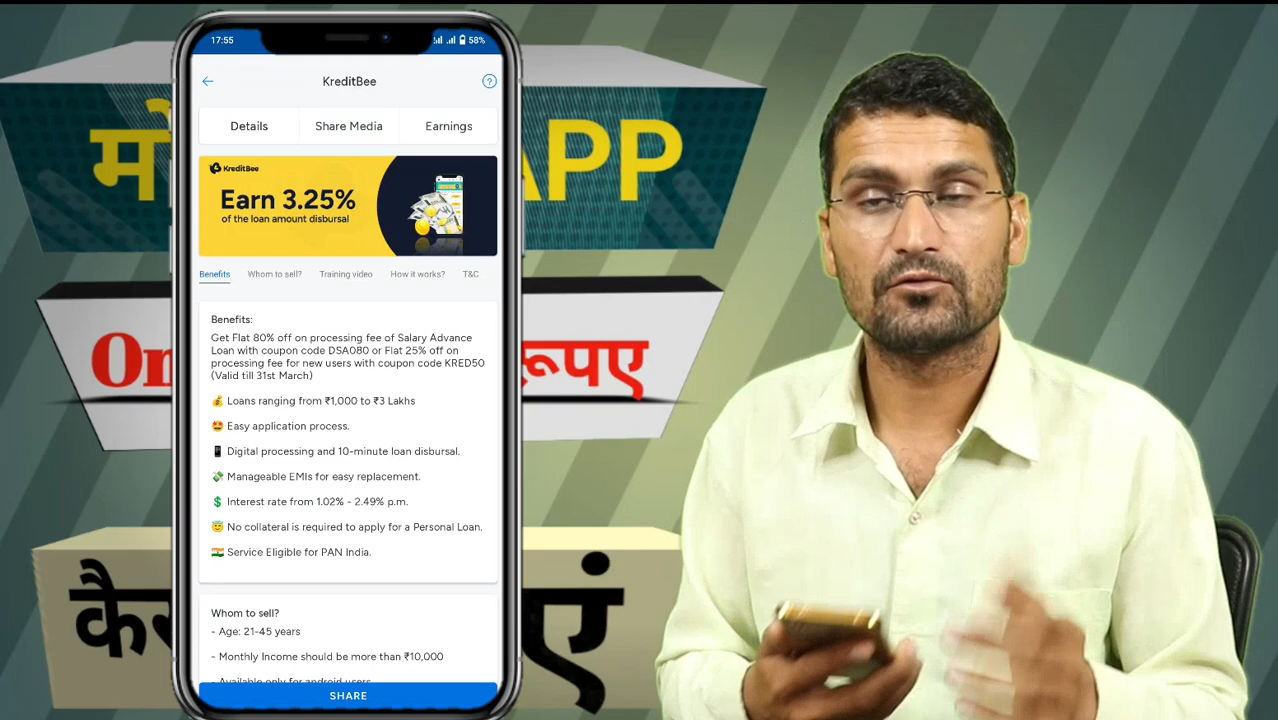 17:55
58%
KreditBee
Details
Share Media
Earnings
KreditBee
Earn 3.25%
of the loan amount disbursal
Benefits
Whom to sell?
Training video
How it works?
T&C
Benefits:
Get Flat 80% off on processing fee of Salary Advance
Loan with coupon code DSA080 or Flat 25% off on
processing fee for new users with coupon code KRED50
(Valid till 31st March)
Loans ranging from ₹1,000 to ₹3 Lakhs
Easy application process.
Digital processing and 10-minute loan disbursal.
Manageable EMIs for easy replacement.
Interest rate from 1.02% - 2.49% p.m.
No collateral is required to apply for a Personal Loan.
Service Eligible for PAN India.
Whom to sell?
- Age: 21-45 years
- Monthly Income should be more than ₹10,000
- Available only for android users
SHARE
APP
रूपए